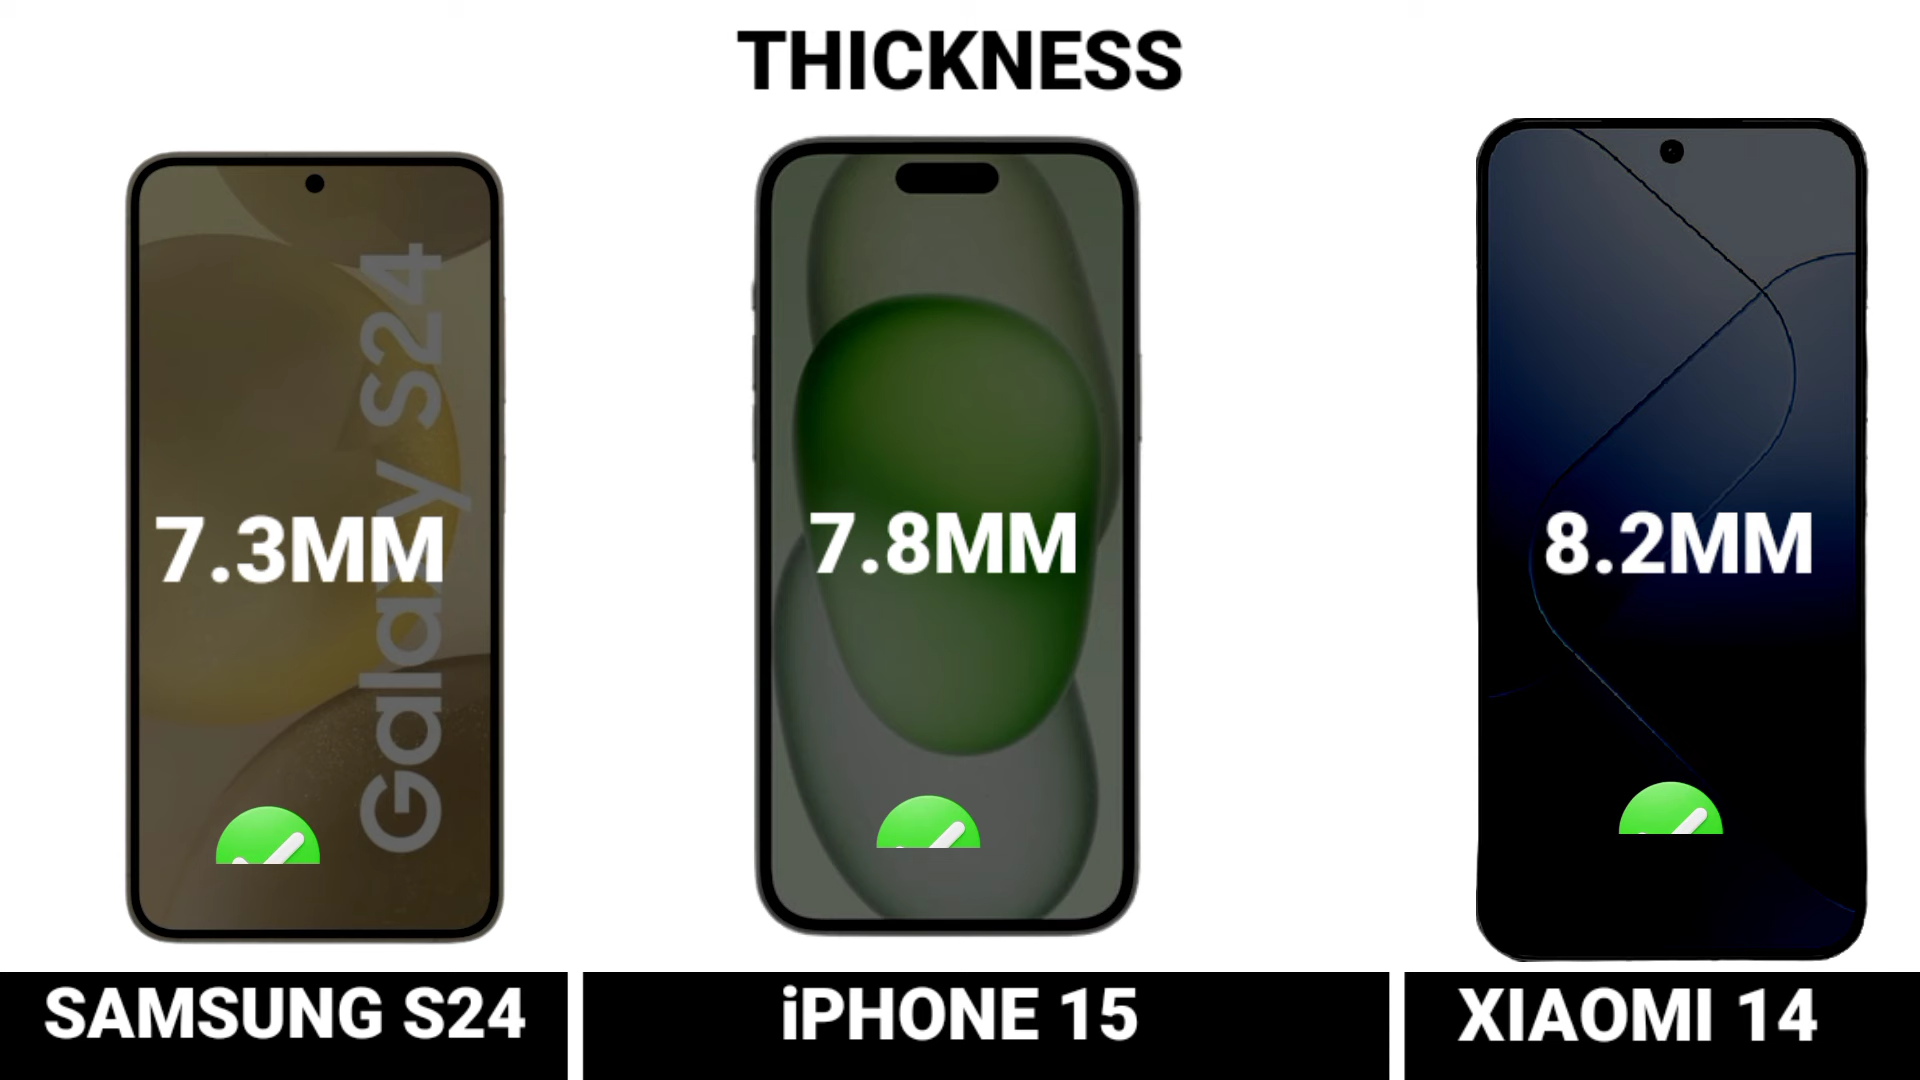 THICKNESS
Galaxy S24
7.3MM
7.8MM
8.2MM
SAMSUNG S24
iPHONE 15
XIAOMI 14